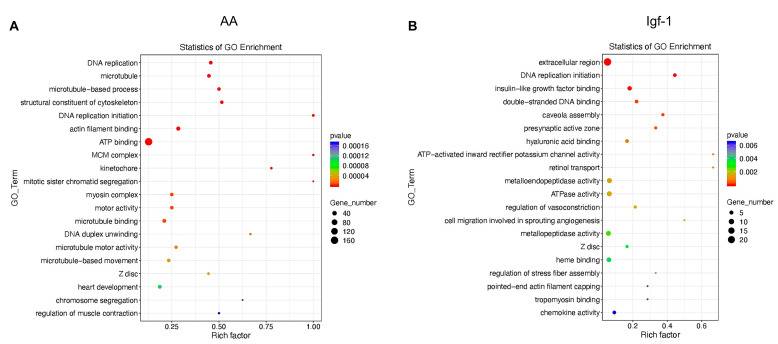 AA
A
Statistics of GO Enrichment
DNA replication
microtubule
microtubule-based process
structural constituent of cytoskeleton
DNA replication initiation
actin filament binding
ATP binding
MCM complex
kinetochore
mitotic sister chromatid segregation
myosin complex
motor activity
microtubule binding
DNA duplex unwinding
microtubule motor activity
microtubule-based movement
Z disc
heart development
chromosome segregation
regulation of muscle contraction
GO_Term
0.25
0.50
0.75
1.00
Rich factor
pvalue
0.00016
0.00012
0.00008
0.00004
Gene_number
40
80
120
160
Igf-1
B
Statistics of GO Enrichment
extracellular region
DNA replication initiation
insulin-like growth factor binding
double-stranded DNA binding
caveola assembly
presynaptic active zone
hyaluronic acid binding
ATP-activated inward rectifier potassium channel activity
retinol transport
metalloendopeptidase activity
ATPase activity
regulation of vasoconstriction
cell migration involved in sprouting angiogenesis
metallopeptidase activity
Z disc
heme binding
regulation of stress fiber assembly
pointed-end actin filament capping
tropomyosin binding
chemokine activity
GO_Term
0.2
0.4
0.6
Rich factor
pvalue
0.006
0.004
0.002
Gene_number
5
10
15
20